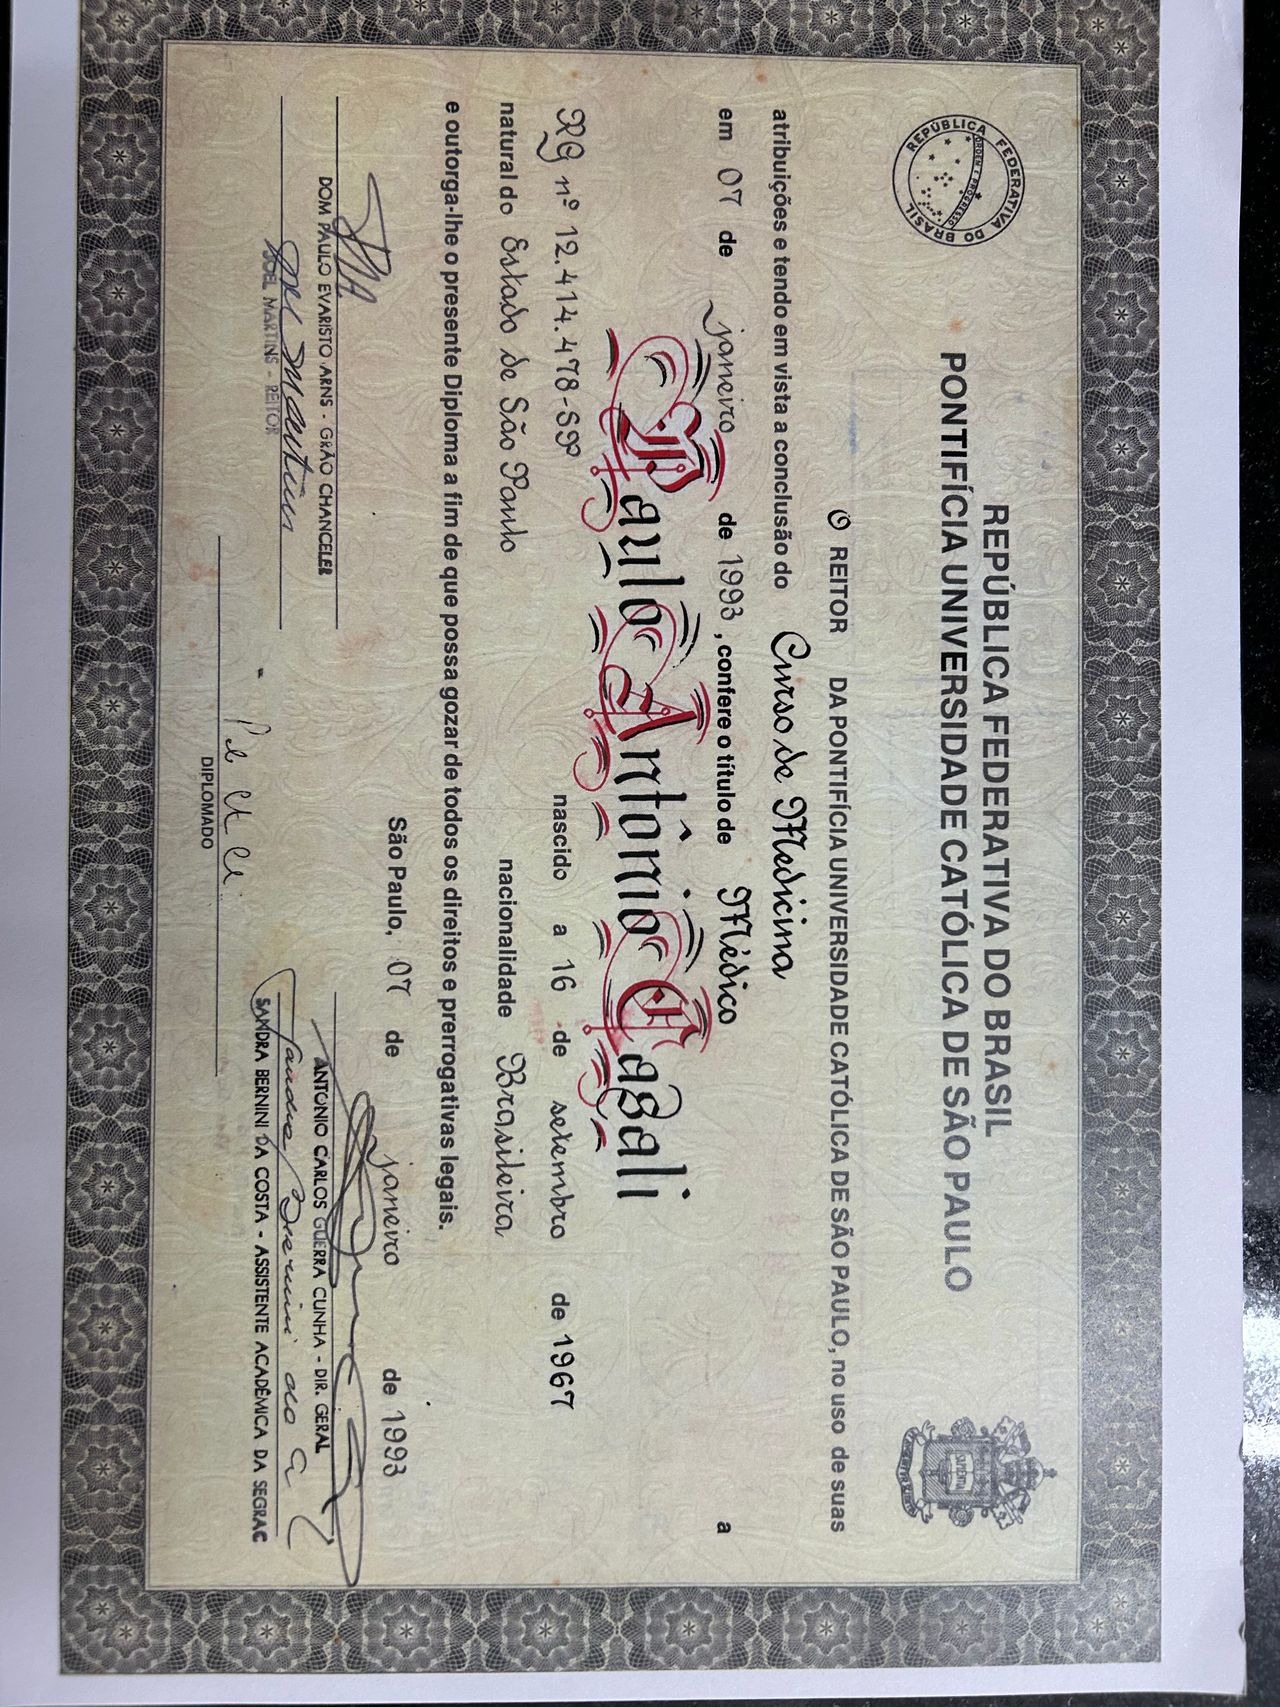 REPÚBLICA FEDERATIVA DO BRASIL
ORDEM E PROGRESSO
REPÚBLICA FEDERATIVA DO BRASIL
PONTIFÍCIA UNIVERSIDADE CATÓLICA DE SÃO PAULO
O REITOR DA PONTIFÍCIA UNIVERSIDADE CATÓLICA DE SÃO PAULO, no uso de suas
atribuições e tendo em vista a conclusão do Curso de Medicina
em 07 de janeiro de 1993, confere o título de Médico a
Paulo Antônio Casali
RG nº 12.414.478-SP nascido a 16 de setembro de 1967
natural do Estado de São Paulo nacionalidade Brasileira
e outorga-lhe o presente Diploma a fim de que possa gozar de todos os direitos e prerrogativas legais.
São Paulo, 07 de janeiro de 1993
DOM PAULO EVARISTO ARNS - GRÃO CHANCELER
ANTONIO CARLOS GUERRA CUNHA - DIR. GERAL
Joel Martins
JOEL MARTINS - REITOR
SANDRA BERNINI DA COSTA - ASSISTENTE ACADÊMICA DA SEGRAC
DIPLOMADO